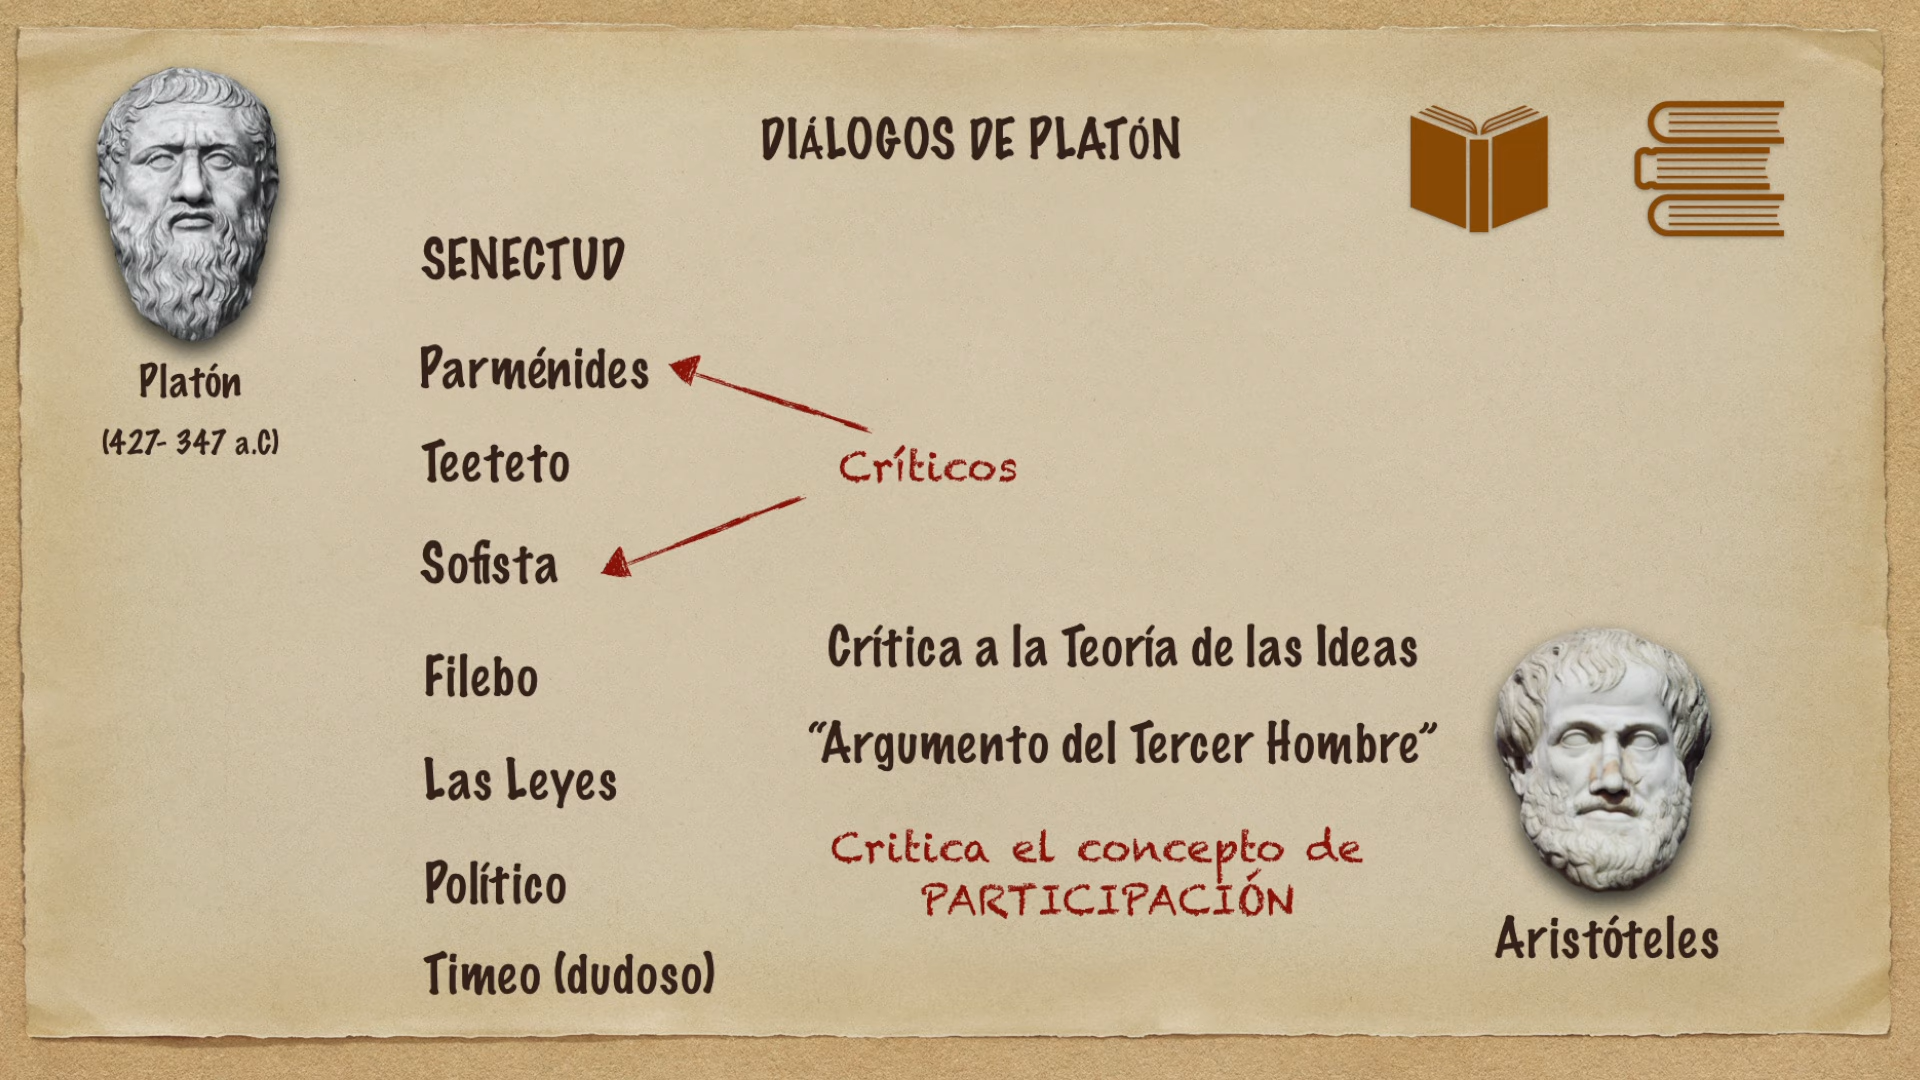 DIÁLOGOS DE PLATÓN
Platón
(427- 347 a.C)
SENECTUD
Parménides
Teeteto
Sofista
Filebo
Las Leyes
Político
Timeo (dudoso)
Críticos
Crítica a la Teoría de las Ideas
“Argumento del Tercer Hombre”
Critica el concepto de
PARTICIPACIÓN
Aristóteles